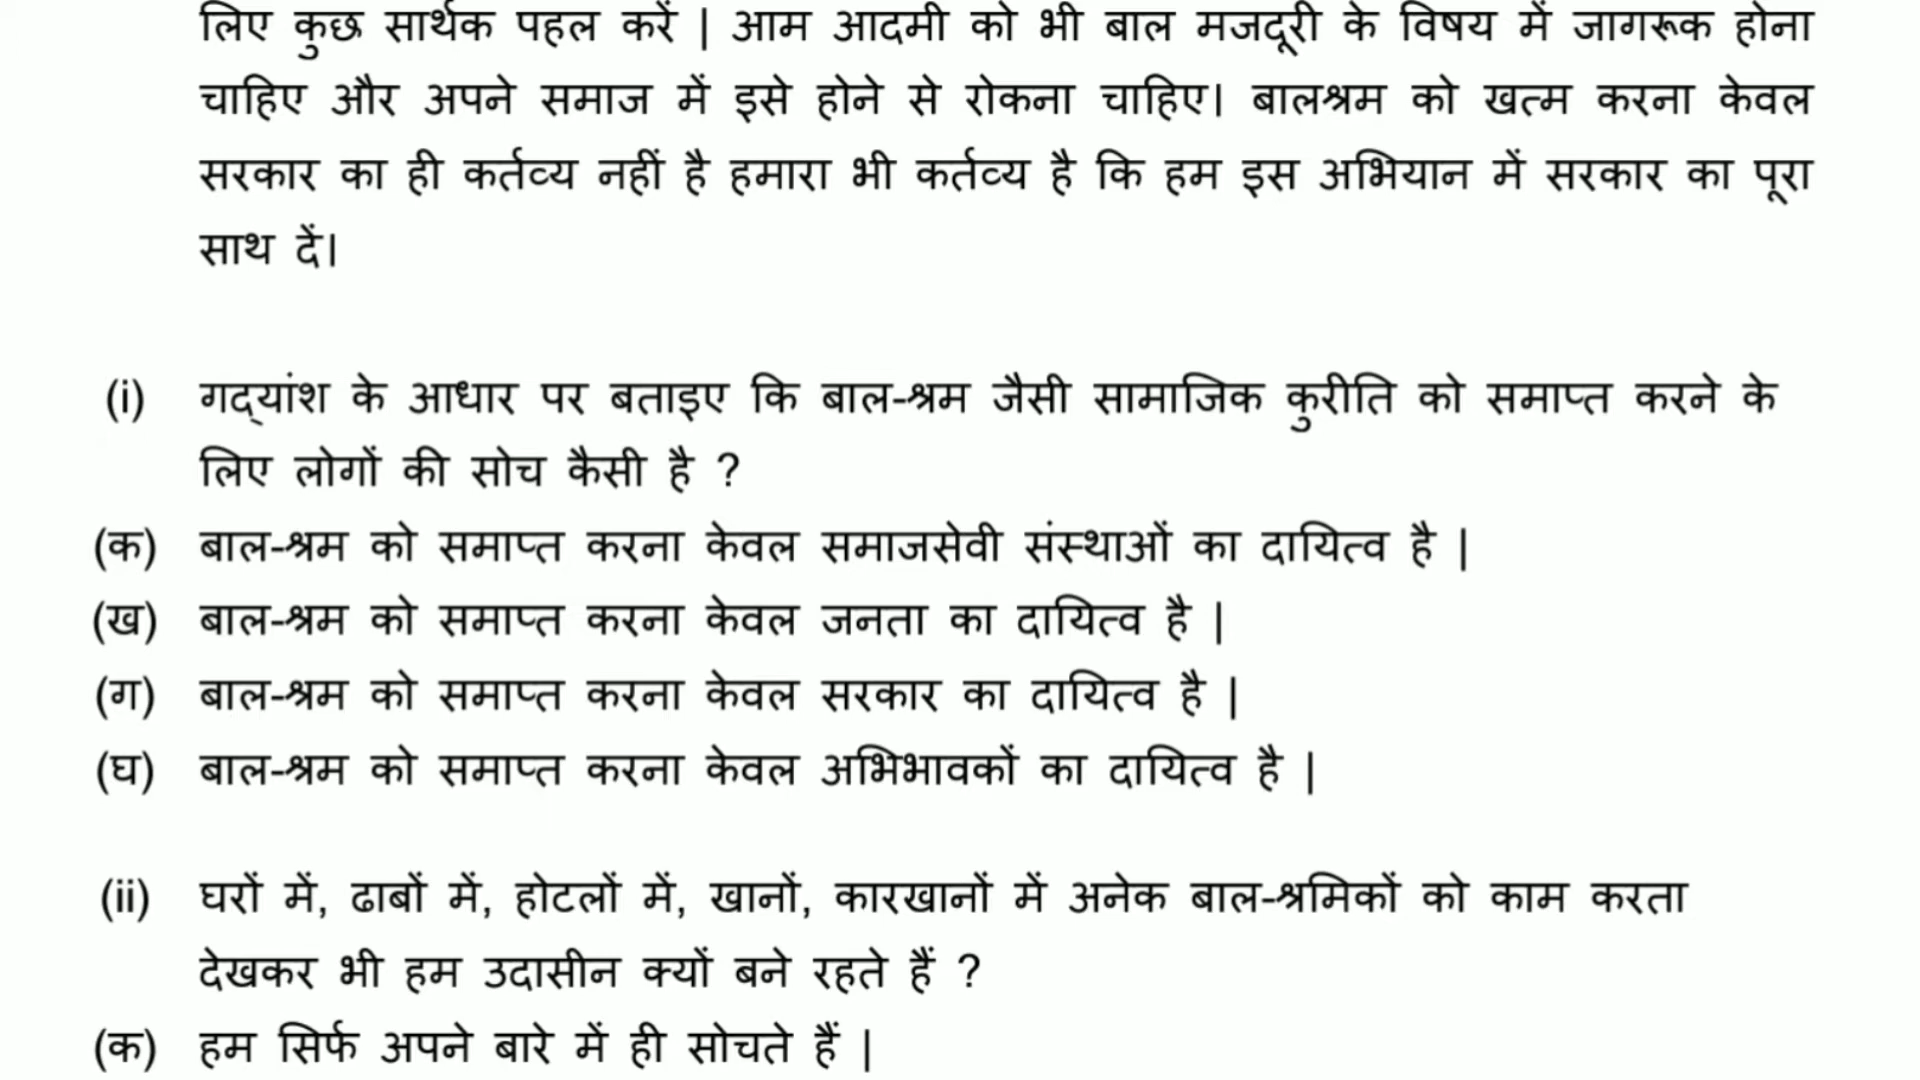 लिए कुछ सार्थक पहल करें | आम आदमी को भी बाल मजदूरी के विषय में जागरूक होना
चाहिए और अपने समाज में इसे होने से रोकना चाहिए। बालश्रम को खत्म करना केवल
सरकार का ही कर्तव्य नहीं है हमारा भी कर्तव्य है कि हम इस अभियान में सरकार का पूरा
साथ दें।
(i) गद्यांश के आधार पर बताइए कि बाल-श्रम जैसी सामाजिक कुरीति को समाप्त करने के
लिए लोगों की सोच कैसी है ?
(क) बाल-श्रम को समाप्त करना केवल समाजसेवी संस्थाओं का दायित्व है |
(ख) बाल-श्रम को समाप्त करना केवल जनता का दायित्व है |
(ग) बाल-श्रम को समाप्त करना केवल सरकार का दायित्व है |
(घ) बाल-श्रम को समाप्त करना केवल अभिभावकों का दायित्व है |
(ii) घरों में, ढाबों में, होटलों में, खानों, कारखानों में अनेक बाल-श्रमिकों को काम करता
देखकर भी हम उदासीन क्यों बने रहते हैं ?
(क) हम सिर्फ अपने बारे में ही सोचते हैं |